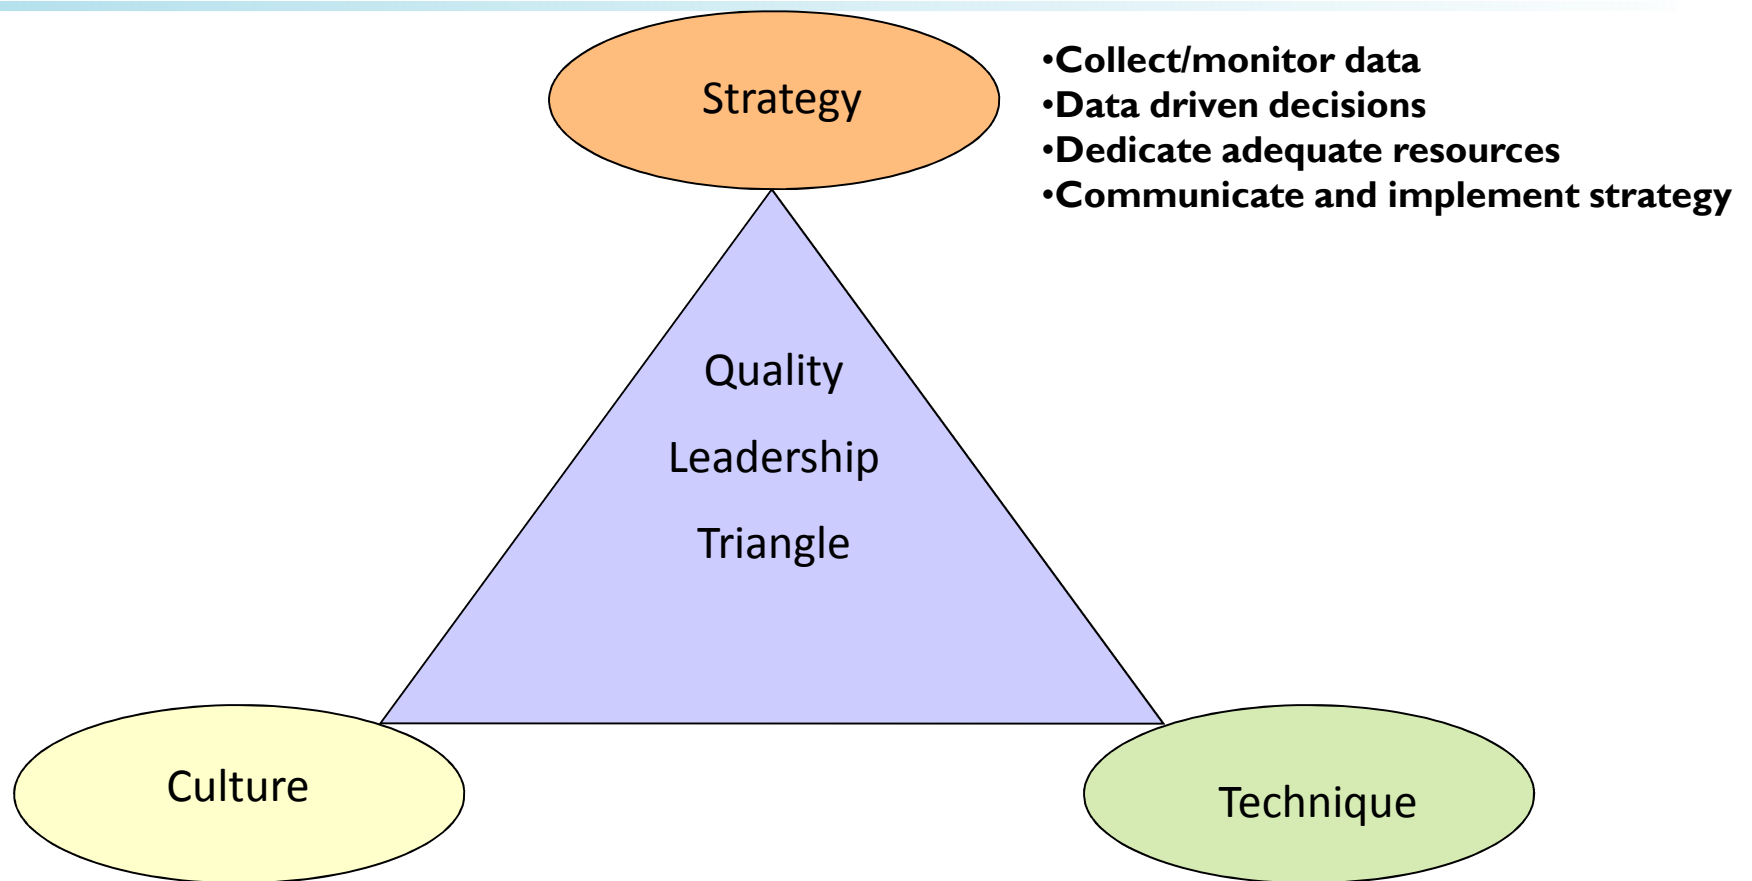 Strategy
•Collect/monitor data
•Data driven decisions
•Dedicate adequate resources
•Communicate and implement strategy
Quality
Leadership
Triangle
Culture
Technique